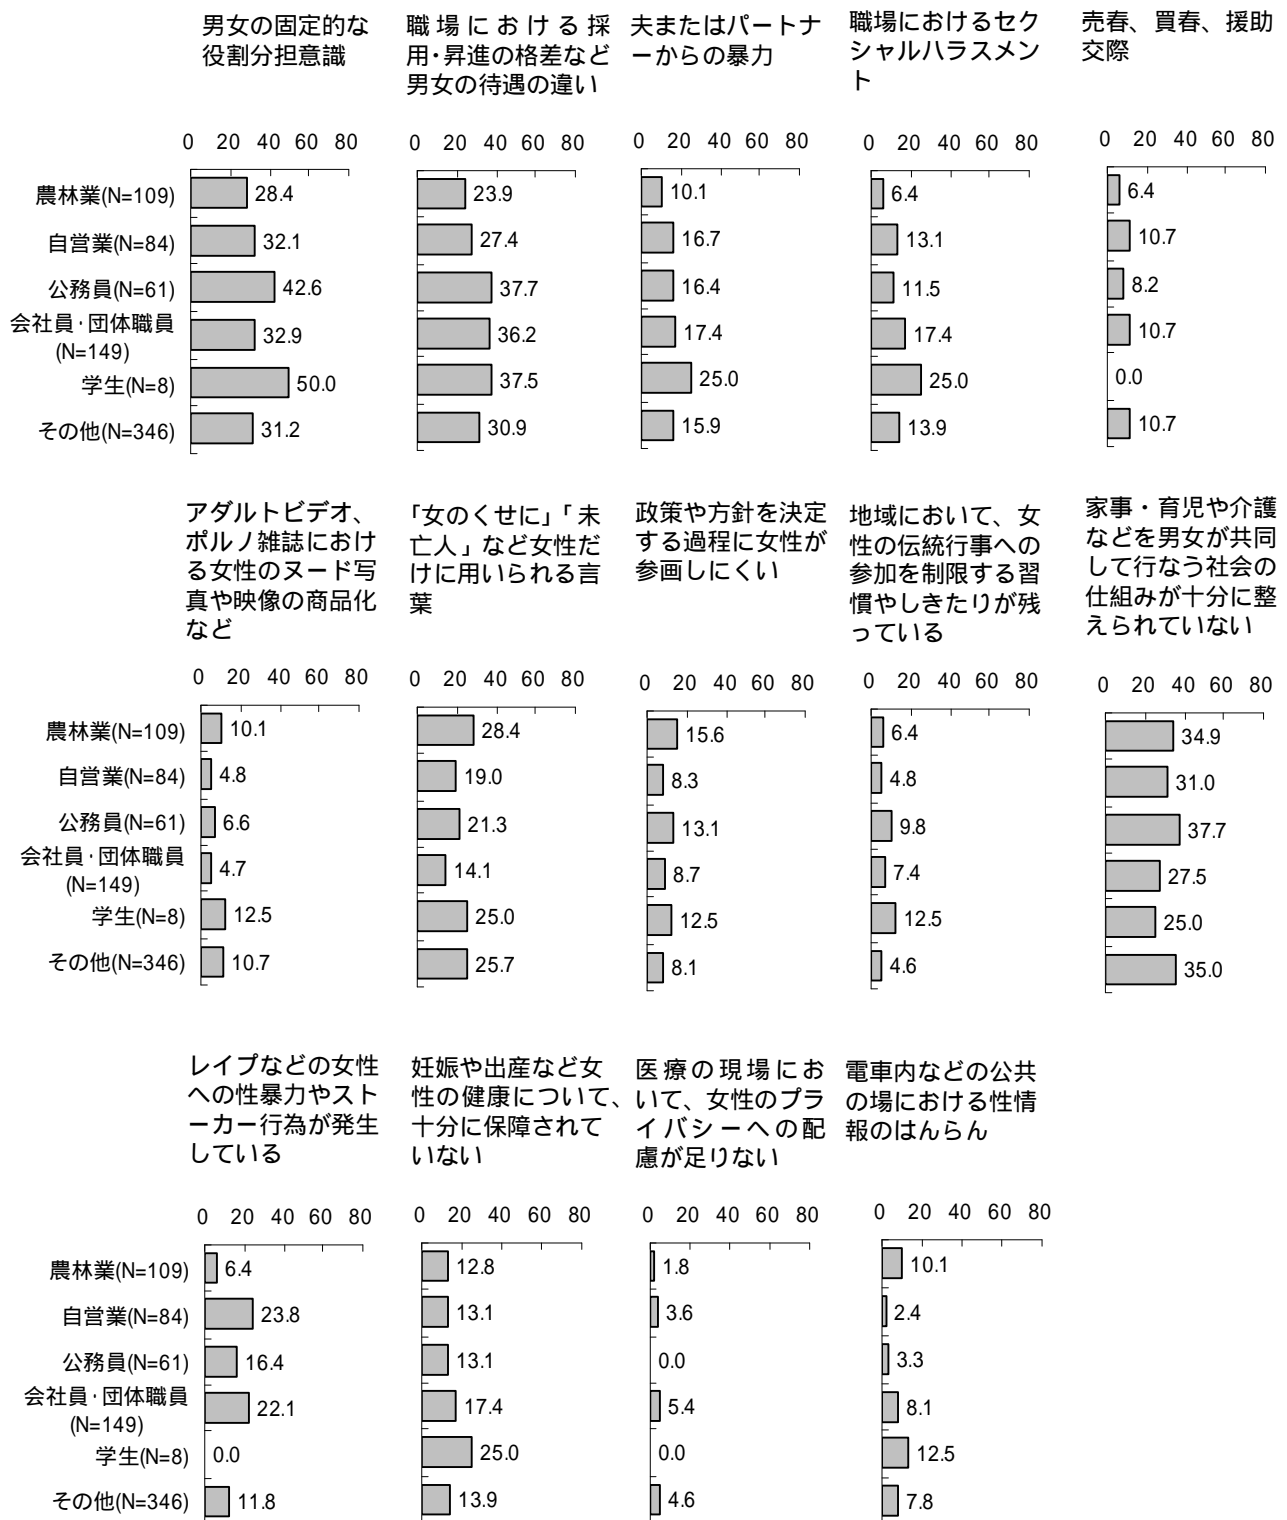 男女の固定的な
役割分担意識
職場における採
用・昇進の格差など
男女の待遇の違い
夫またはパートナ
ーからの暴力
職場におけるセク
シャルハラスメン
ト
売春、買春、援助
交際
0 20 40 60 80
0 20 40 60 80
0 20 40 60 80
0 20 40 60 80
0 20 40 60 80
農林業(N=109) 28.4 23.9 10.1 6.4 6.4
自営業(N=84) 32.1 27.4 16.7 13.1 10.7
公務員(N=61) 42.6 37.7 16.4 11.5 8.2
会社員・団体職員
(N=149)
32.9 36.2 17.4 17.4 10.7
学生(N=8) 50.0 37.5 25.0 25.0 0.0
その他(N=346) 31.2 30.9 15.9 13.9 10.7
アダルトビデオ、
ポルノ雑誌におけ
る女性のヌード写
真や映像の商品化
など
「女のくせに」「未
亡人」など女性だ
けに用いられる言
葉
政策や方針を決定
する過程に女性が
参画しにくい
地域において、女
性の伝統行事への
参加を制限する習
慣やしきたりが残
っている
家事・育児や介護
などを男女が共同
して行なう社会の
仕組みが十分に整
えられていない
0 20 40 60 80
0 20 40 60 80
0 20 40 60 80
0 20 40 60 80
0 20 40 60 80
農林業(N=109) 10.1 28.4 15.6 6.4 34.9
自営業(N=84) 4.8 19.0 8.3 4.8 31.0
公務員(N=61) 6.6 21.3 13.1 9.8 37.7
会社員・団体職員
(N=149)
4.7 14.1 8.7 7.4 27.5
学生(N=8) 12.5 25.0 12.5 12.5 25.0
その他(N=346) 10.7 25.7 8.1 4.6 35.0
レイプなどの女性
への性暴力やスト
ーカー行為が発生
している
妊娠や出産など女
性の健康について、
十分に保障されて
いない
医療の現場にお
いて、女性のプラ
イバシーへの配
慮が足りない
電車内などの公共
の場における性情
報のはんらん
0 20 40 60 80
0 20 40 60 80
0 20 40 60 80
0 20 40 60 80
農林業(N=109) 6.4 12.8 1.8 10.1
自営業(N=84) 23.8 13.1 3.6 2.4
公務員(N=61) 16.4 13.1 0.0 3.3
会社員・団体職員
(N=149)
22.1 17.4 5.4 8.1
学生(N=8) 0.0 25.0 0.0 12.5
その他(N=346) 11.8 13.9 4.6 7.8